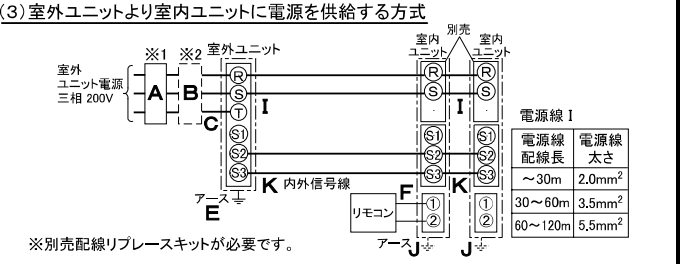 (3)室外ユニットより室内ユニットに電源を供給する方式
別売
※1 ※2 室外ユニット 室内ユニット 室内ユニット
室外
ユニット電源
三相 200V
A B C
R S T S1 S2 S3
I
R S S1 S2 S3
I
R S S1 S2 S3
K 内外信号線
F K
アース
E
リモコン
① ②
① ②
アース J J
※別売配線リプレースキットが必要です。
電源線 I
電源線配線長 電源線太さ
~30m 2.0mm²
30~60m 3.5mm²
60~120m 5.5mm²